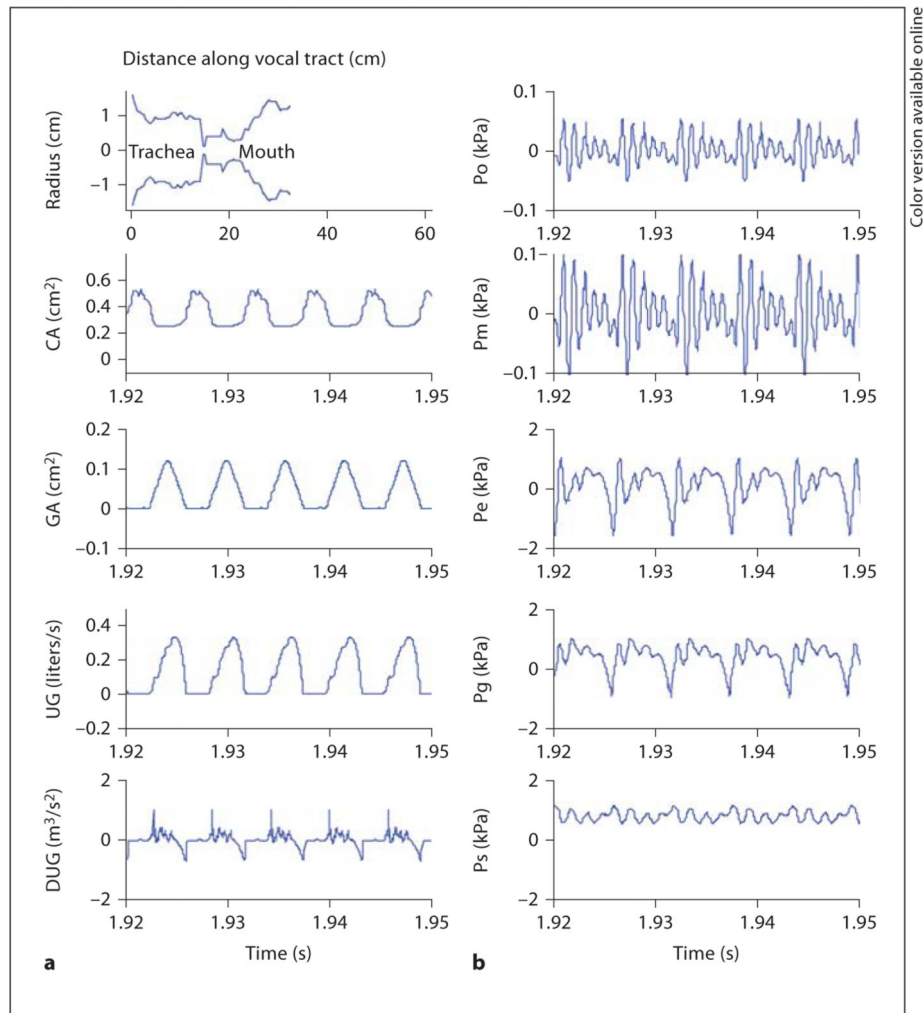 Color version available online
Distance along vocal tract (cm)
Radius (cm)
1
0
−1
Trachea
Mouth
0 20 40 60
CA (cm²)
0.6
0.4
0.2
0
1.92 1.93 1.94 1.95
GA (cm²)
0.2
0.1
0
−0.1
1.92 1.93 1.94 1.95
UG (liters/s)
0.4
0.2
0
−0.2
1.92 1.93 1.94 1.95
DUG (m³/s²)
2
0
−2
1.92 1.93 1.94 1.95
Time (s)
a
Po (kPa)
0.1
0
−0.1
1.92 1.93 1.94 1.95
Pm (kPa)
0.1
0
−0.1
1.92 1.93 1.94 1.95
Pe (kPa)
2
0
−2
1.92 1.93 1.94 1.95
Pg (kPa)
2
0
−2
1.92 1.93 1.94 1.95
Ps (kPa)
2
0
−2
1.92 1.93 1.94 1.95
Time (s)
b